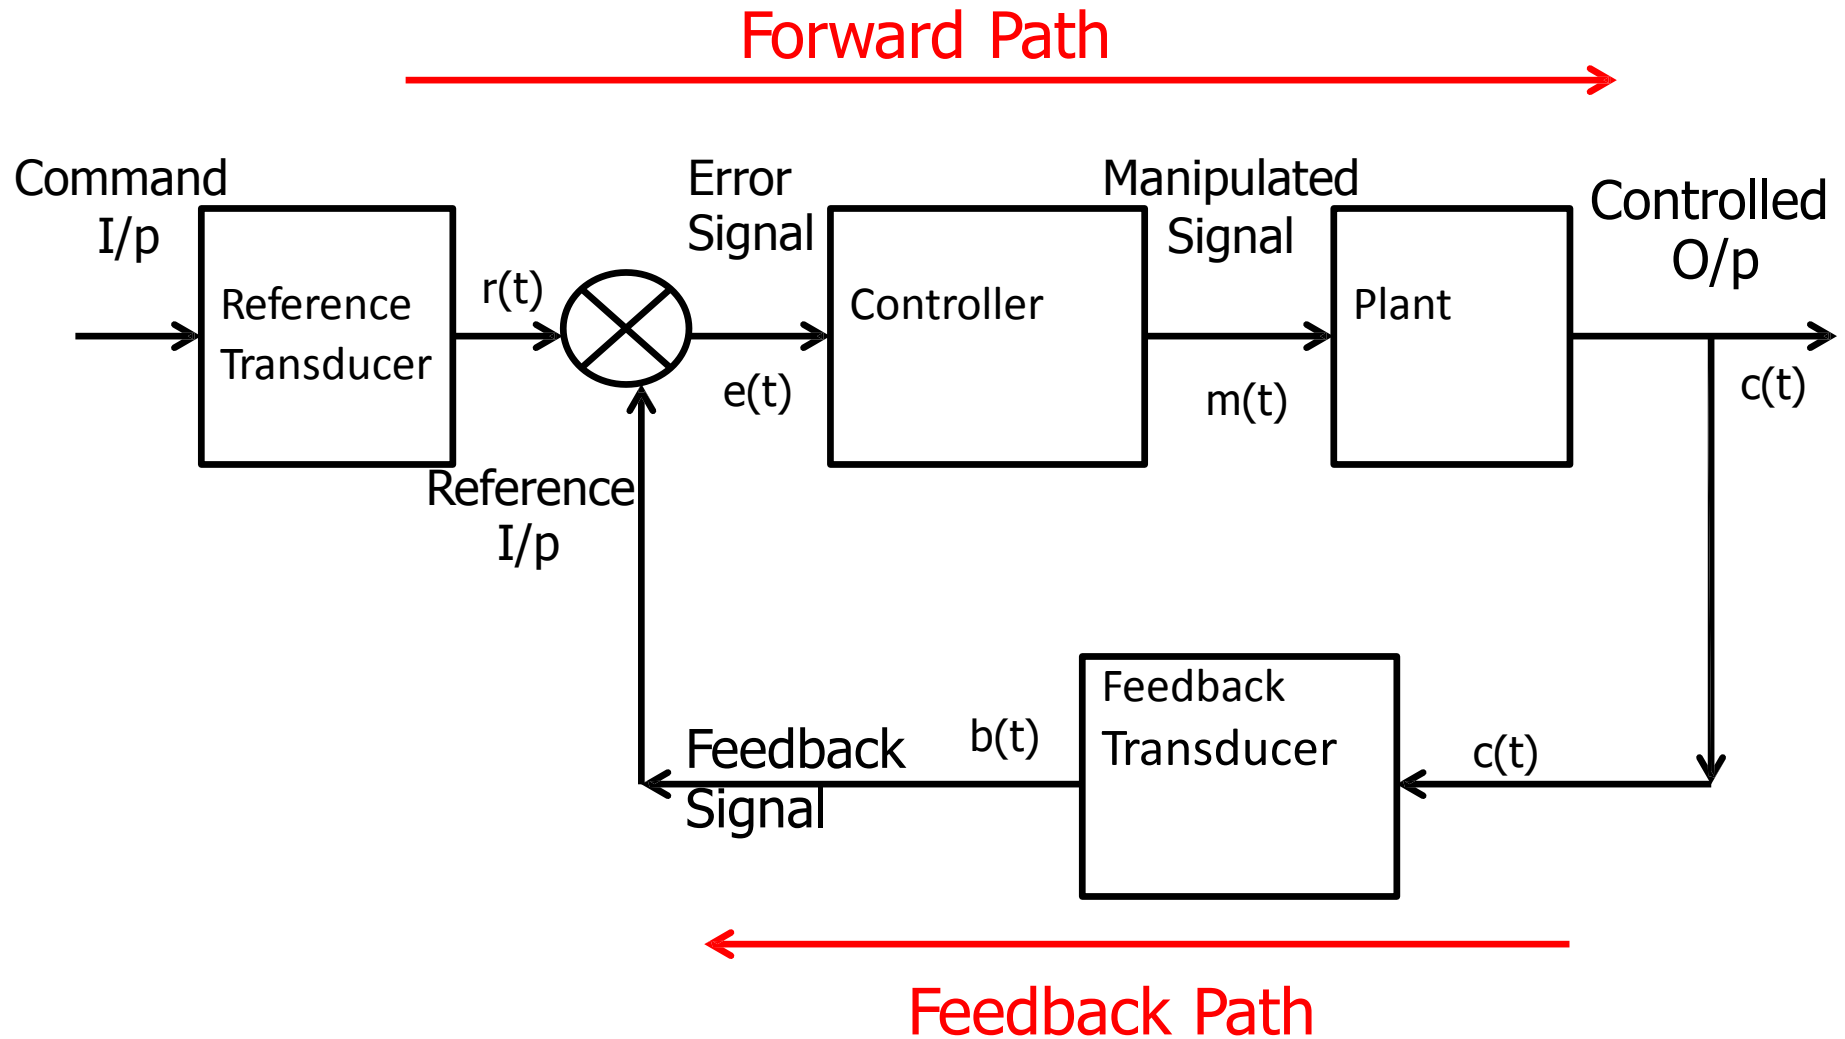 Forward Path
Command
I/p
Reference
Transducer
r(t)
Reference
I/p
Error
Signal
e(t)
Controller
Manipulated
Signal
m(t)
Plant
Controlled
O/p
c(t)
c(t)
Feedback
Transducer
b(t)
Feedback
Signal
Feedback Path